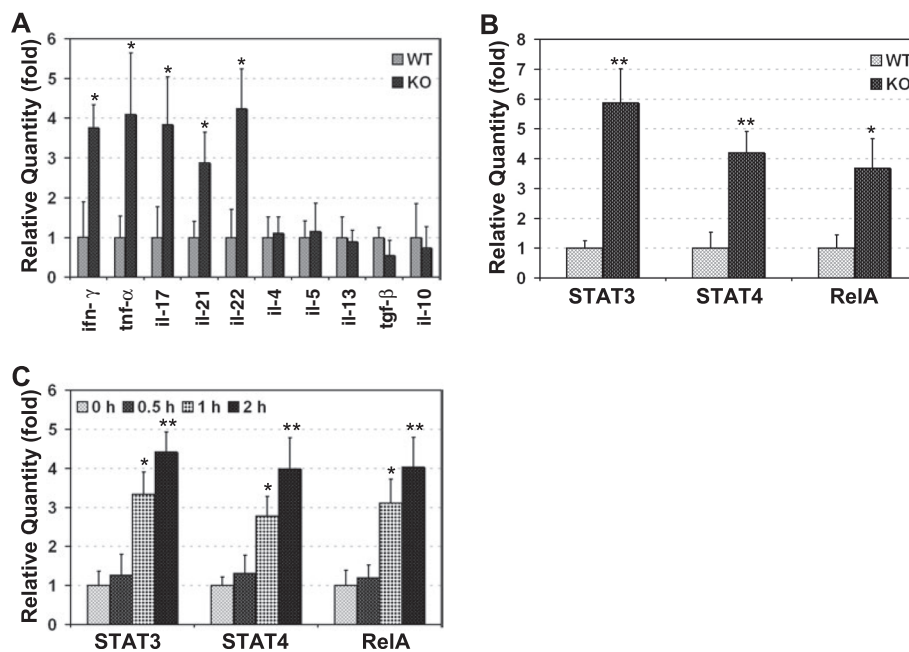 A
Relative Quantity (fold)
6
5
4
3
2
1
0
WT
KO
*
*
*
*
*
ifn- γ
tnf-α
il-17
il-21
il-22
il-4
il-5
il-13
tgf-β
il-10
B
Relative Quantity (fold)
8
7
6
5
4
3
2
1
0
WT
KO
**
**
*
STAT3
STAT4
RelA
C
Relative Quantity (fold)
6
5
4
3
2
1
0
0 h 0.5 h 1 h 2 h
*
**
*
**
*
**
STAT3
STAT4
RelA